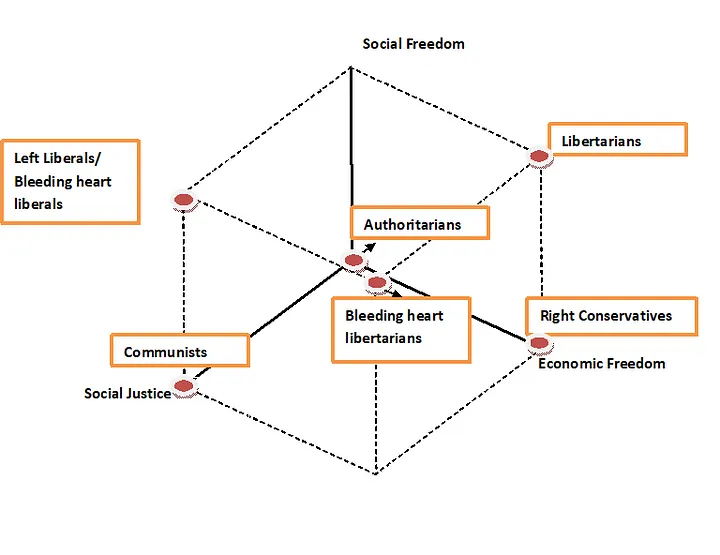 Social Freedom
Libertarians
Left Liberals/
Bleeding heart
liberals
Authoritarians
Bleeding heart
libertarians
Right Conservatives
Communists
Economic Freedom
Social Justice